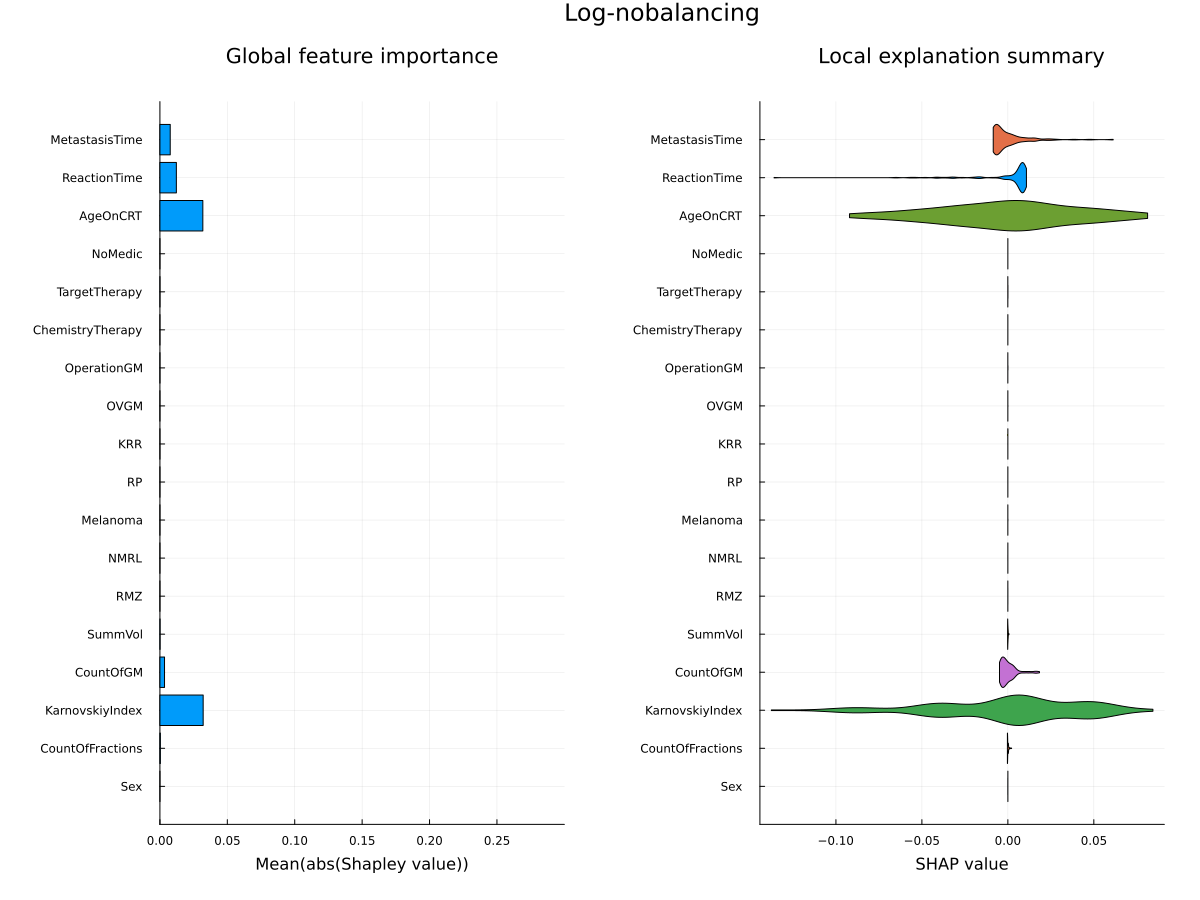 Log-nobalancing
Global feature importance
MetastasisTime
ReactionTime
AgeOnCRT
NoMedic
TargetTherapy
ChemistryTherapy
OperationGM
OVGM
KRR
RP
Melanoma
NMRL
RMZ
SummVol
CountOfGM
KarnovskiyIndex
CountOfFractions
Sex
0.00 0.05 0.10 0.15 0.20 0.25
Mean(abs(Shapley value))
Local explanation summary
MetastasisTime
ReactionTime
AgeOnCRT
NoMedic
TargetTherapy
ChemistryTherapy
OperationGM
OVGM
KRR
RP
Melanoma
NMRL
RMZ
SummVol
CountOfGM
KarnovskiyIndex
CountOfFractions
Sex
−0.10 −0.05 0.00 0.05
SHAP value